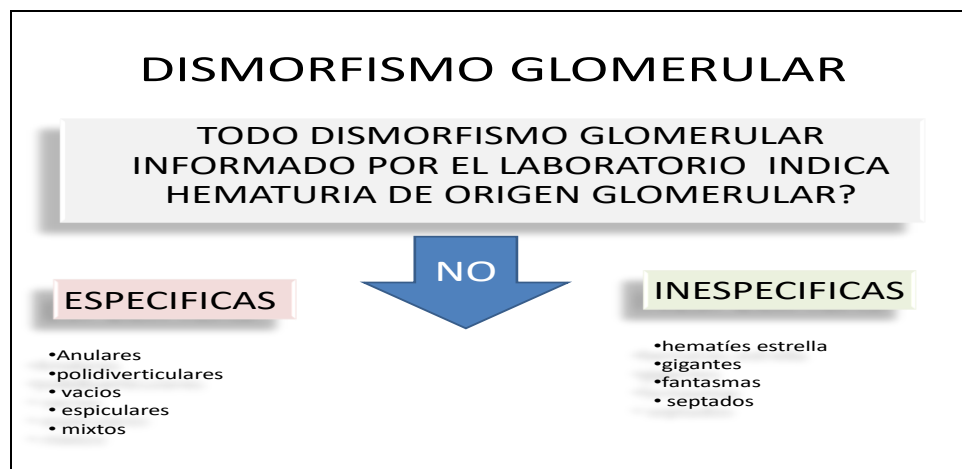 DISMORFISMO GLOMERULAR
TODO DISMORFISMO GLOMERULAR
INFORMADO POR EL LABORATORIO INDICA
HEMATURIA DE ORIGEN GLOMERULAR?
NO
ESPECIFICAS
•Anulares
•polidiverticulares
• vacios
• espiculares
• mixtos
INESPECIFICAS
•hematíes estrella
•gigantes
•fantasmas
• septados